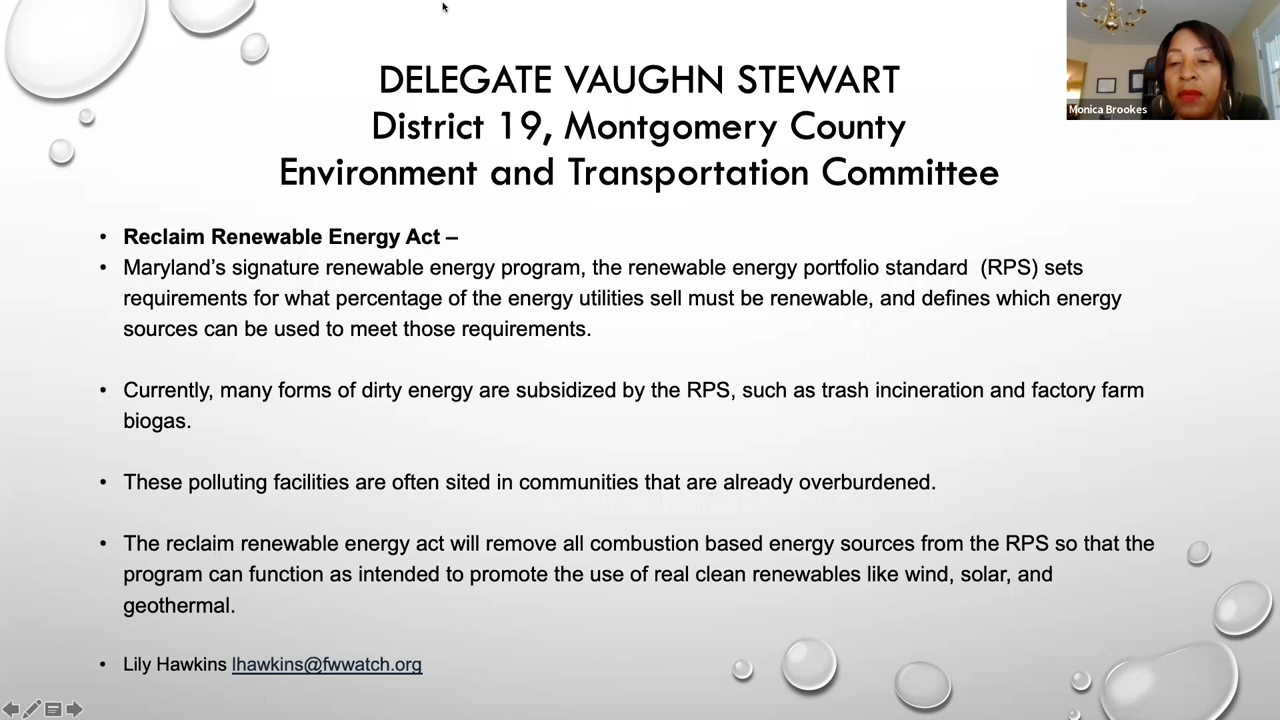 DELEGATE VAUGHN STEWART
District 19, Montgomery County
Environment and Transportation Committee
Monica Brookes
• Reclaim Renewable Energy Act –
• Maryland’s signature renewable energy program, the renewable energy portfolio standard (RPS) sets
requirements for what percentage of the energy utilities sell must be renewable, and defines which energy
sources can be used to meet those requirements.
• Currently, many forms of dirty energy are subsidized by the RPS, such as trash incineration and factory farm
biogas.
• These polluting facilities are often sited in communities that are already overburdened.
• The reclaim renewable energy act will remove all combustion based energy sources from the RPS so that the
program can function as intended to promote the use of real clean renewables like wind, solar, and
geothermal.
• Lily Hawkins lhawkins@fwwatch.org